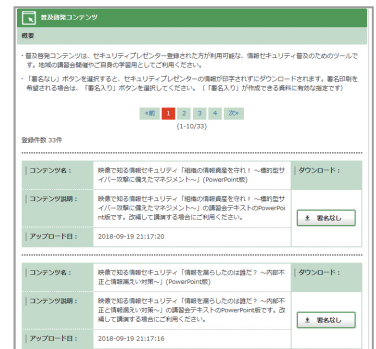 普及啓発コンテンツ
概要
・普及啓発コンテンツは、セキュリティプレゼンター登録された方が利用可能な、情報セキュリティ普及のためのツールで
す。地域の講習会開催やご自身の学習用としてご利用ください。
・「署名なし」ボタンを選択すると、セキュリティプレゼンターの情報が印字されずにダウンロードされます。署名印刷を
希望される場合は、「署名入り」ボタンを選択してください。（「署名入り」が作成できる資料に有効な指定です）
<前 1 2 3 4 次>
(1-10/33)
登録件数 33件
コンテンツ名：
映像で知る情報セキュリティ「組織の情報資産を守れ！ ～標的型サ
イバー攻撃に備えたマネジメント～」(PowerPoint版)
ダウンロード：
コンテンツ説明：
映像で知る情報セキュリティ「組織の情報資産を守れ！ ～標的型サ
イバー攻撃に備えたマネジメント～」の講習会テキストのPowerPoi
nt版です。改編して講演する場合にご利用ください。
署名なし
アップロード日：
2018-09-19 21:17:20
コンテンツ名：
映像で知る情報セキュリティ「情報を漏らしたのは誰だ？ ～内部不
正と情報漏えい対策～」(PowerPoint版)
ダウンロード：
コンテンツ説明：
映像で知る情報セキュリティ「情報を漏らしたのは誰だ？ ～内部不
正と情報漏えい対策～」の講習会テキストのPowerPoint版です。改
編して講演する場合にご利用ください。
署名なし
アップロード日：
2018-09-19 21:17:16